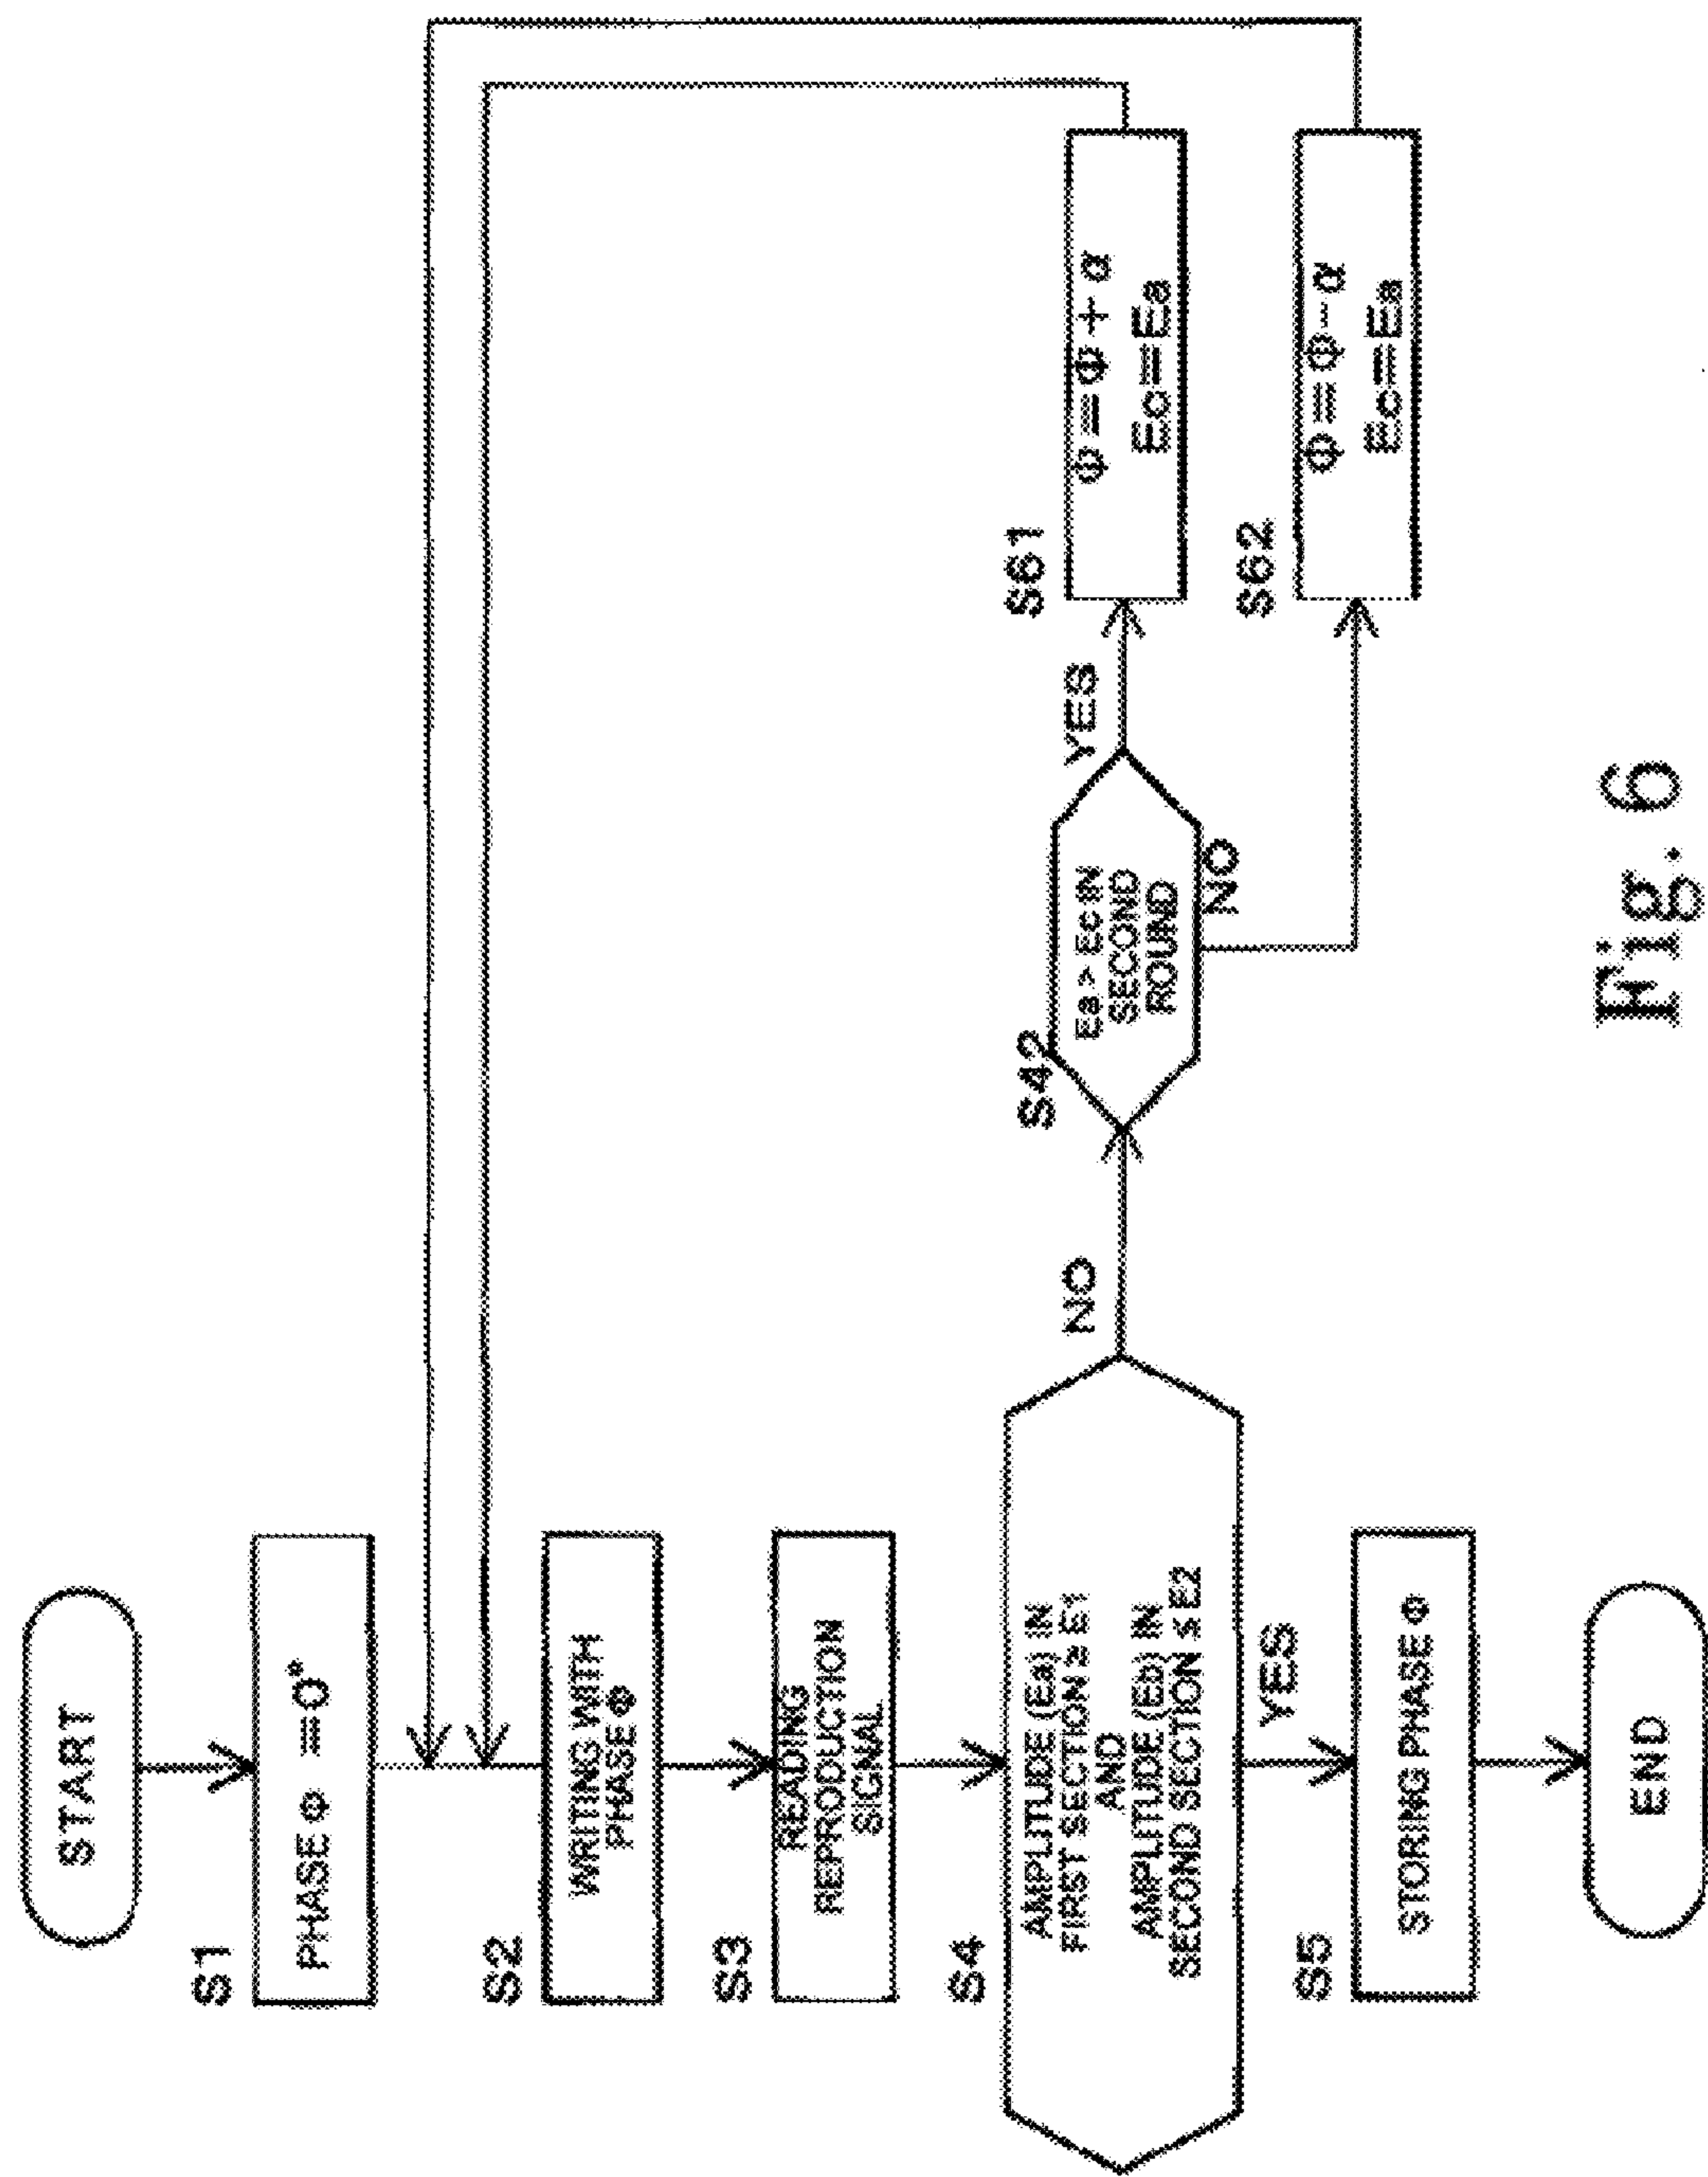 START
S1
PHASE Φ =0°
S2
WRITING WITH
PHASE Φ
S3
READING
REPRODUCTION
SIGNAL
S4
AMPLITUDE (Ea) IN
FIRST SECTION ≥ E1
AND
AMPLITUDE (Eb) IN
SECOND SECTION ≤ E2
NO
YES
S42
Ea > Ec IN
SECOND
ROUND
YES
NO
S61
Φ=Φ+α
Ec=Ea
S62
Φ=Φ-α
Ec=Ea
S5
STORING PHASE Φ
END
Fig. 6